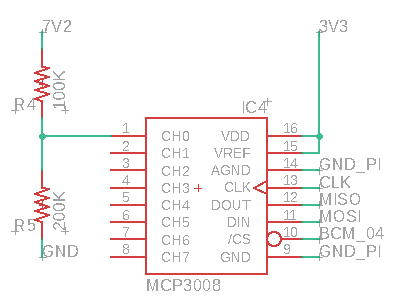 7V2 3V3
R4 100K
IC4
1 CH0 VDD 16
2 CH1 VREF 15
3 CH2 AGND 14 GND_PI
4 CH3 CLK 13 CLK
5 CH4 DOUT 12 MISO
6 CH5 DIN 11 MOSI
7 CH6 /CS 10 BCM_04
8 CH7 GND 9 GND_PI
R5 200K
GND
MCP3008